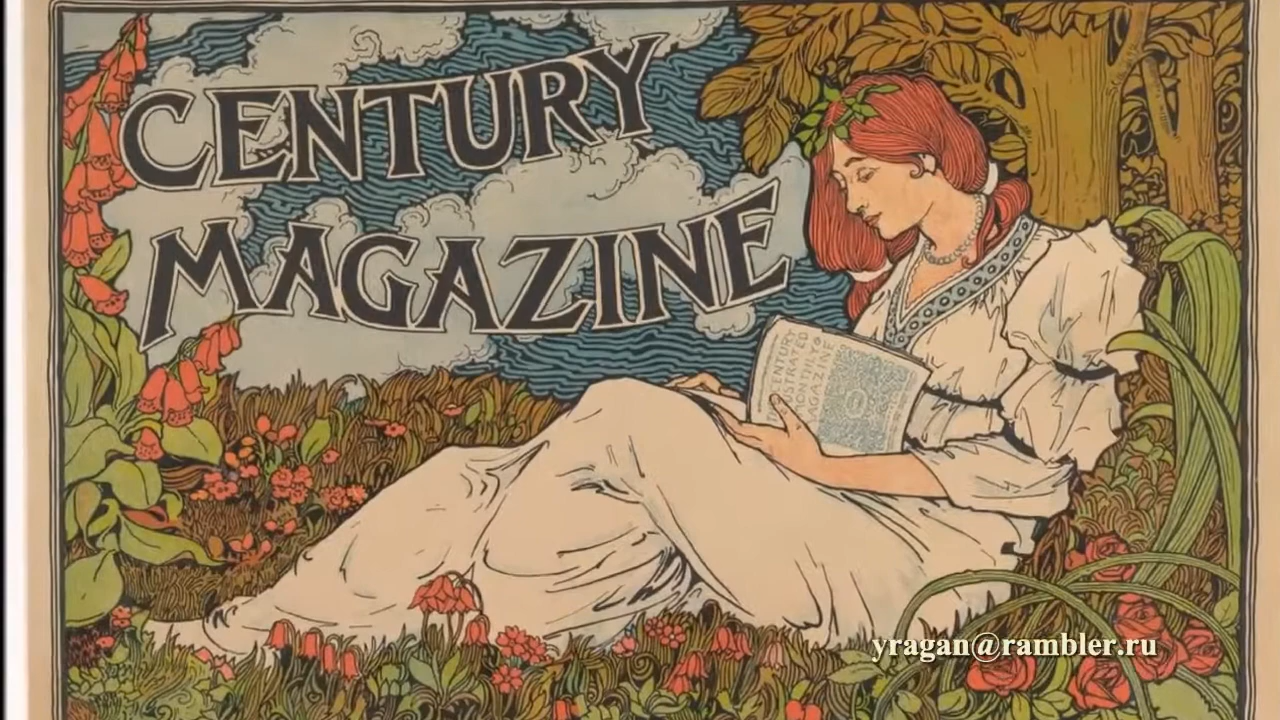 CENTURY
MAGAZINE
CENTURY
ILLUSTRATED
MONTHLY
MAGAZINE
yragan@rambler.ru